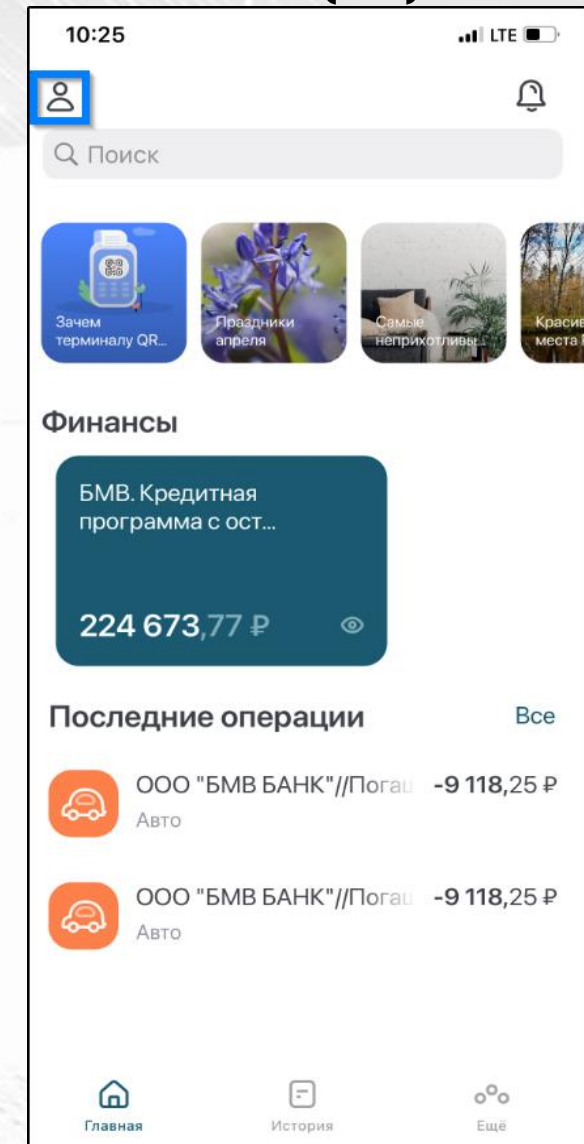 10:25
LTE
Поиск
Зачем
терминалу QR...
Праздники
апреля
Самые
неприхотливы...
Красив
места
Финансы
БМВ. Кредитная
программа с ост...
224 673,77 ₽
Последние операции
Все
ООО "БМВ БАНК"//Погаш
-9 118,25 ₽
Авто
ООО "БМВ БАНК"//Погаш
-9 118,25 ₽
Авто
Главная
История
Ещё